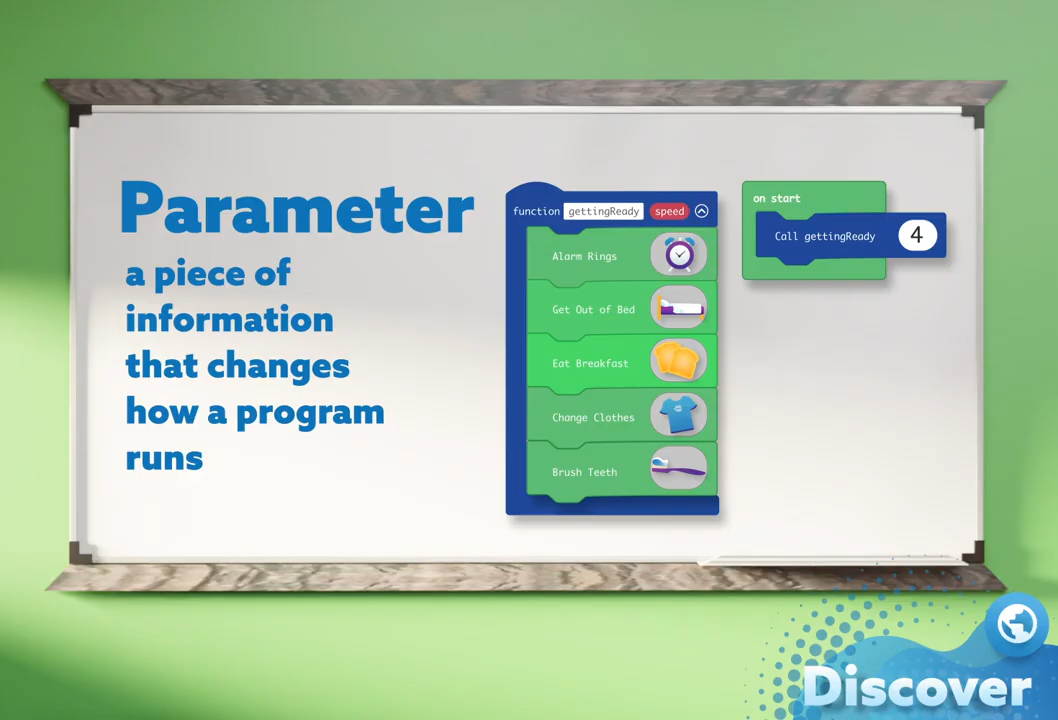 Parameter
a piece of
information
that changes
how a program
runs
function gettingReady speed
Alarm Rings
Get Out of Bed
Eat Breakfast
Change Clothes
Brush Teeth
on start
Call gettingReady 4
Discover